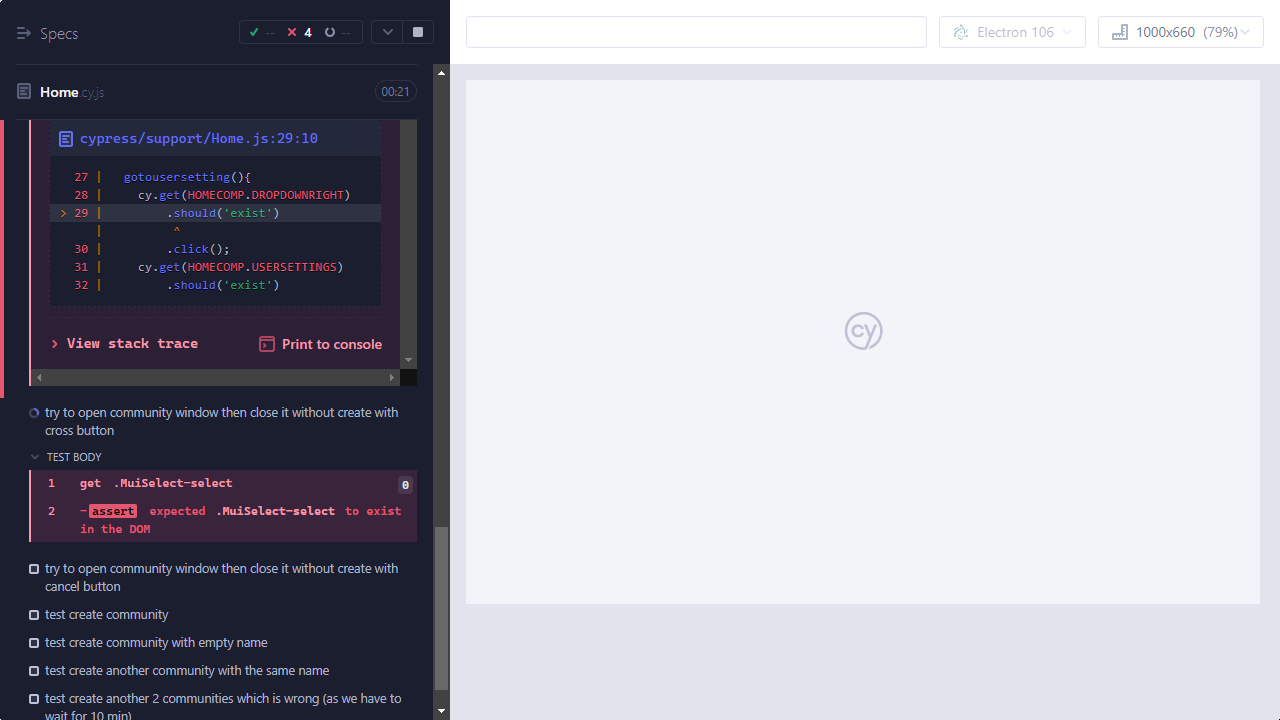 Specs
-- 4 --
Electron 106
1000x660 (79%)
Home.cy.js
00:21
cypress/support/Home.js:29:10
27 | gotousersetting(){
28 | cy.get(HOMECOMP.DROPDOWNRIGHT)
> 29 | .should('exist')
| ^
30 | .click();
31 | cy.get(HOMECOMP.USERSETTINGS)
32 | .should('exist')
> View stack trace
Print to console
cy
try to open community window then close it without create with
cross button
TEST BODY
1 get .MuiSelect-select 0
2 -assert expected .MuiSelect-select to exist
in the DOM
try to open community window then close it without create with
cancel button
test create community
test create community with empty name
test create another community with the same name
test create another 2 communities which is wrong (as we have to
wait for 10 min)